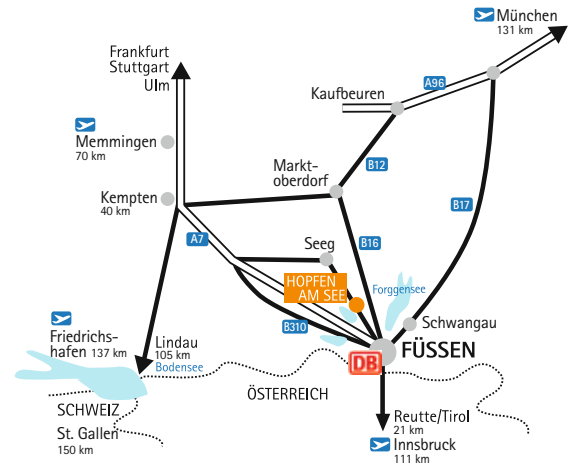 München
131 km
Frankfurt
Stuttgart
Ulm
A96
Kaufbeuren
Memmingen
70 km
Markt-
oberdorf
B12
Kempten
40 km
B17
A7
B16
Seeg
HOPFEN
AM SEE
Forggensee
B310
Schwangau
Friedrichs-
hafen 137 km
Lindau
105 km
Bodensee
FÜSSEN
DB
ÖSTERREICH
SCHWEIZ
St. Gallen
150 km
Reutte/Tirol
21 km
Innsbruck
111 km